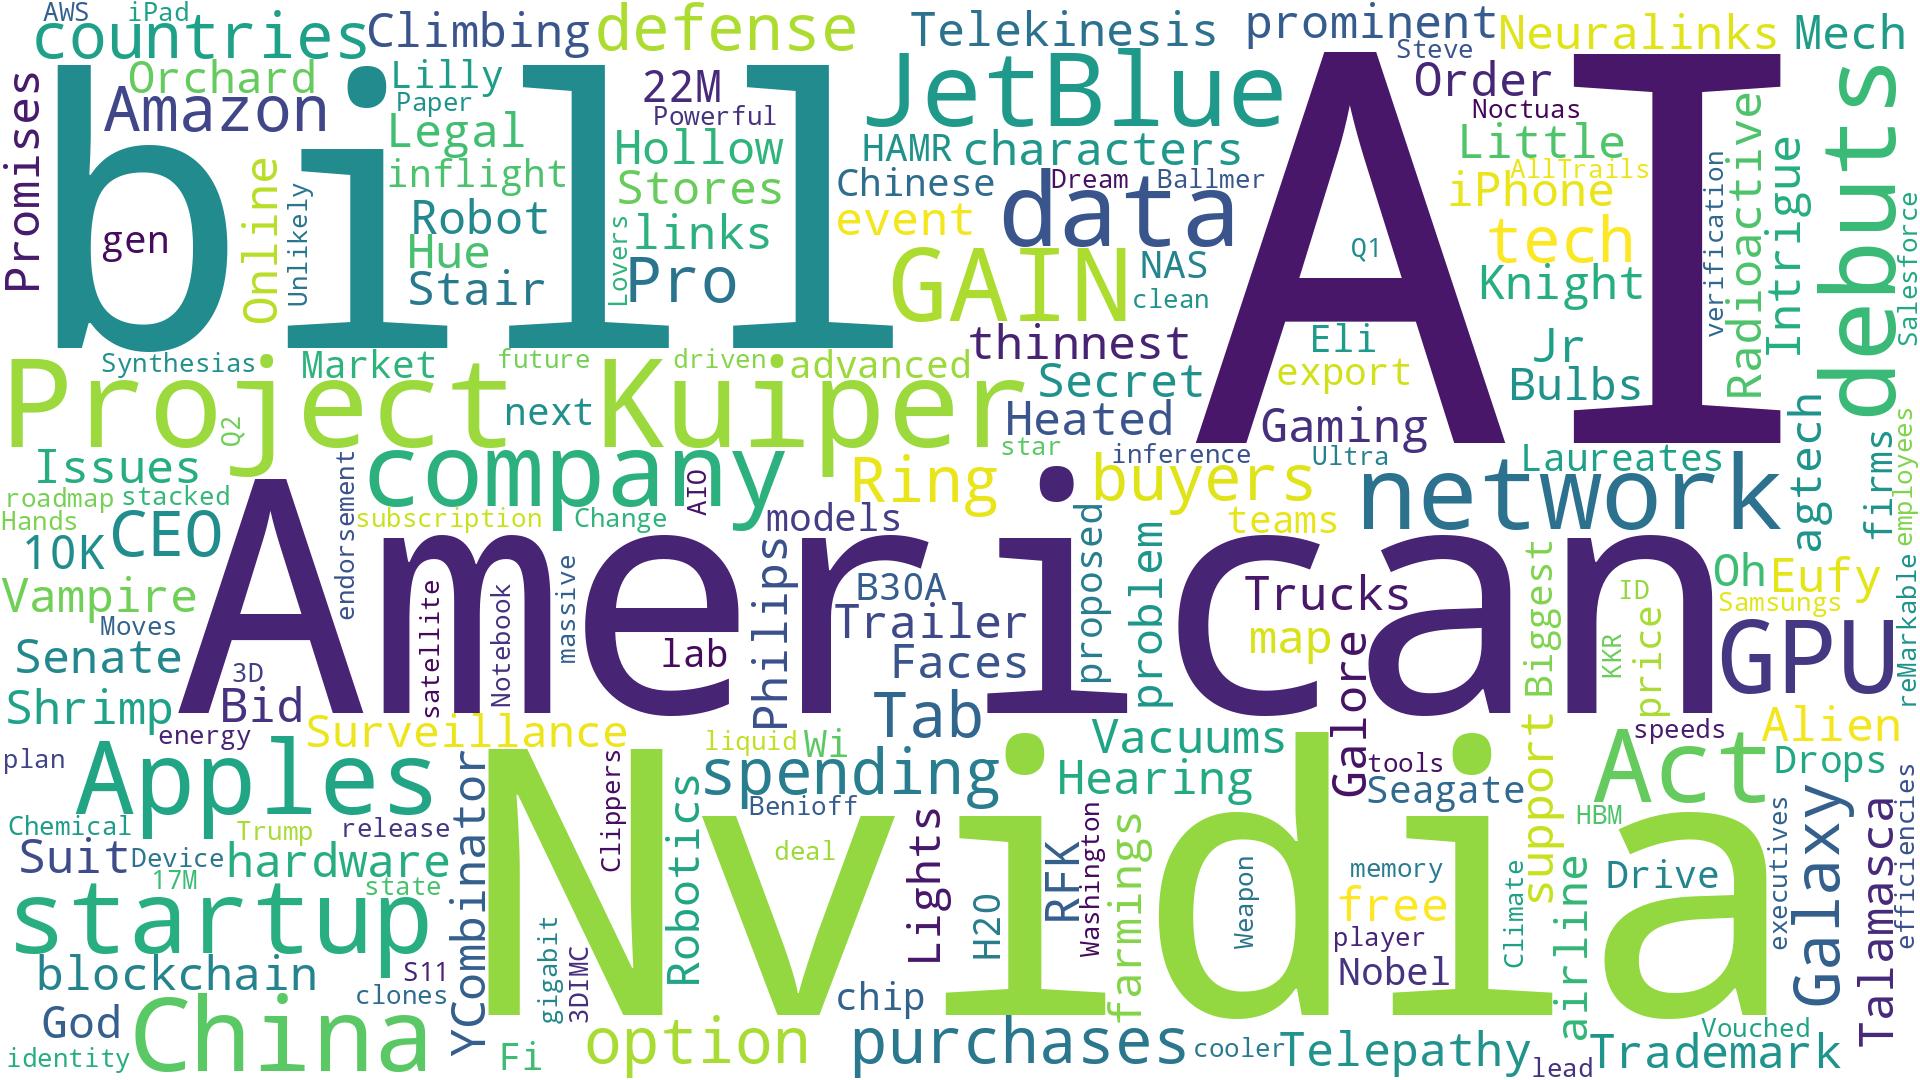 AWS
iPad
countries
Climbing
defense
Telekinesis
prominent
Steve
Neuralinks
Mech
Promises
Orchard
Amazon
bill
Lilly
Paper
Legal
inflight
22M
Powerful
Hollow
Stores
links
JetBlue
HAMR
characters
Chinese
Dream
Ballmer
event
data
AI
Order
Noctuas
Little
AllTrails
iPhone
tech
Knight
verification
Radioactive
Intrigue
debuts
Salesforce
gen
Online
Unlikely
Robot
Hue
Stair
Lovers
Pro
GAIN
NAS
clean
Q1
thinnest
Eli
export
Jr
Bulbs
Secret
Heated
Gaming
Synthesias
Market
future
driven
advanced
Project Kuiper
Q2
next
star
inference
Ultra
Laureates
agtech
firms
employees
Issues
roadmap
stacked
Hands
10K
CEO
endorsement
company
subscription
Change
AIO
models
Ring
buyers
teams
network
Vampire
Moves
Senate
3D
Shrimp
Bid
American
satellite
Notebook
massive
lab
Philips
B30A
Trailer
Faces
Tab
proposed
problem
Trucks
map
Galore
support
Biggest
KKR
ID
price
Oh
Eufy
Samsungs
GPU
reMarkable
energy
Surveillance
plan
Apples
liquid
Wi
spending
Benioff
Vacuums
Hearing
tools
Seagate
Act
speeds
Alien
Drops
HBM
Chemical
Trump
release
Suit
Device
hardware
17M
state
startup
YCombinator
Nvidia
Clippers
Robotics
deal
Lights
H2O
RFK
Washington
farmings
Weapon
memory
free
player
Nobel
Climate
airline
Drive
executives
Galaxy
Talamasca
efficiencies
blockchain
S11
clones
gigabit
3DIMC
God
China
identity
Fi
option
chip
purchases
cooler
Telepathy
lead
Vouched
Trademark